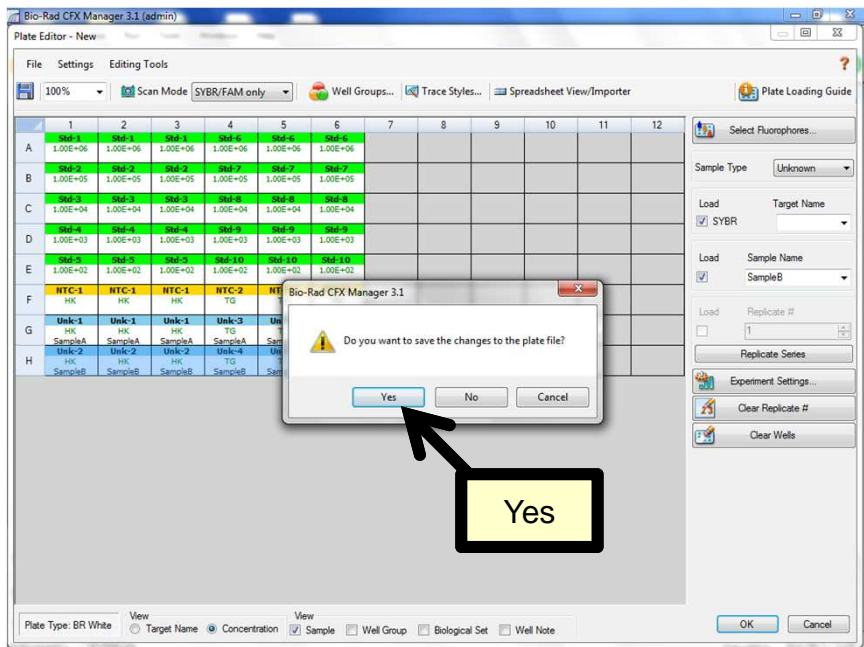 Bio-Rad CFX Manager 3.1 (admin)
Plate Editor - New
File Settings Editing Tools ?
100% Scan Mode SYBR/FAM only Well Groups... Trace Styles... Spreadsheet View/Importer Plate Loading Guide
1 2 3 4 5 6 7 8 9 10 11 12
A Std-1 Std-1 Std-1 Std-6 Std-6 Std-6
1.00E+06 1.00E+06 1.00E+06 1.00E+06 1.00E+06 1.00E+06
B Std-2 Std-2 Std-2 Std-7 Std-7 Std-7
1.00E+05 1.00E+05 1.00E+05 1.00E+05 1.00E+05 1.00E+05
C Std-3 Std-3 Std-3 Std-8 Std-8 Std-8
1.00E+04 1.00E+04 1.00E+04 1.00E+04 1.00E+04 1.00E+04
D Std-4 Std-4 Std-4 Std-9 Std-9 Std-9
1.00E+03 1.00E+03 1.00E+03 1.00E+03 1.00E+03 1.00E+03
E Std-5 Std-5 Std-5 Std-10 Std-10 Std-10
1.00E+02 1.00E+02 1.00E+02 1.00E+02 1.00E+02 1.00E+02
F NTC-1 NTC-1 NTC-1 NTC-2 NT
HK HK HK TG
G Unk-1 Unk-1 Unk-1 Unk-3 Un
HK HK HK TG
SampleA SampleA SampleA SampleA Sam
H Unk-2 Unk-2 Unk-2 Unk-4 Un
HK HK HK TG
SampleB SampleB SampleB SampleB Sam
Bio-Rad CFX Manager 3.1
Do you want to save the changes to the plate file?
Yes No Cancel
Yes
Select Fluorophores...
Sample Type Unknown
Load Target Name
SYBR
Load Sample Name
SampleB
Load Replicate #
1
Replicate Series
Experiment Settings...
Clear Replicate #
Clear Wells
Plate Type: BR White
View
Target Name Concentration
View
Sample Well Group Biological Set Well Note
OK Cancel